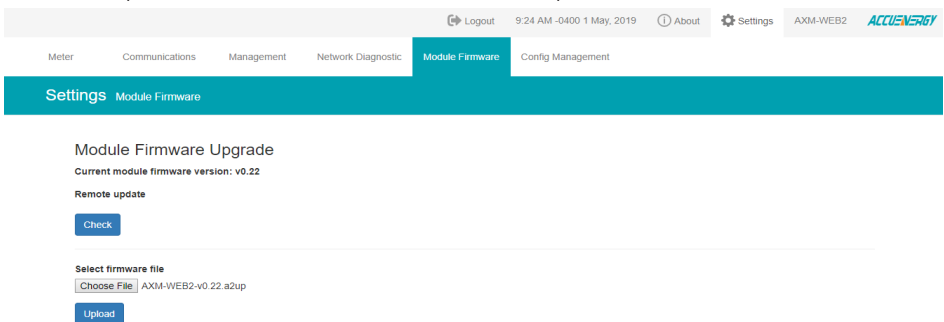 Logout 9:24 AM -0400 1 May, 2019 About Settings AXM-WEB2 ACCUENERGY
Meter Communications Management Network Diagnostic Module Firmware Config Management
Settings Module Firmware
Module Firmware Upgrade
Current module firmware version: v0.22
Remote update
Check
Select firmware file
Choose File AXM-WEB2-v0.22.a2up
Upload